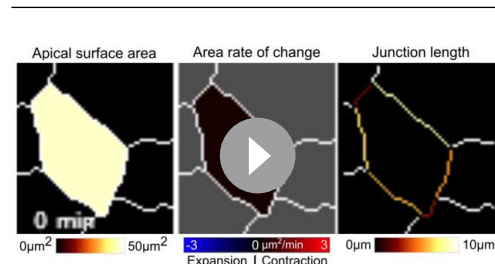 Apical surface area
Area rate of change
Junction length
0 min
0µm² 50µm²
-3 0 µm²/min 3
0µm 10µm
Expansion | Contraction